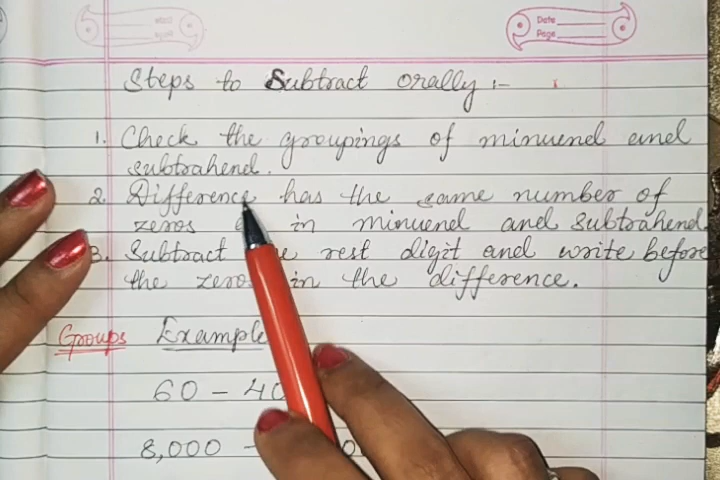 Date
Page
Steps to Subtract orally :-
1. Check the groupings of minuend and
subtrahend.
2. Difference has the same number of
zeros in minuend and subtrahend.
3. Subtract rest digit and write before
the zeros in the difference.
Groups Example
60 - 40
8,000 -